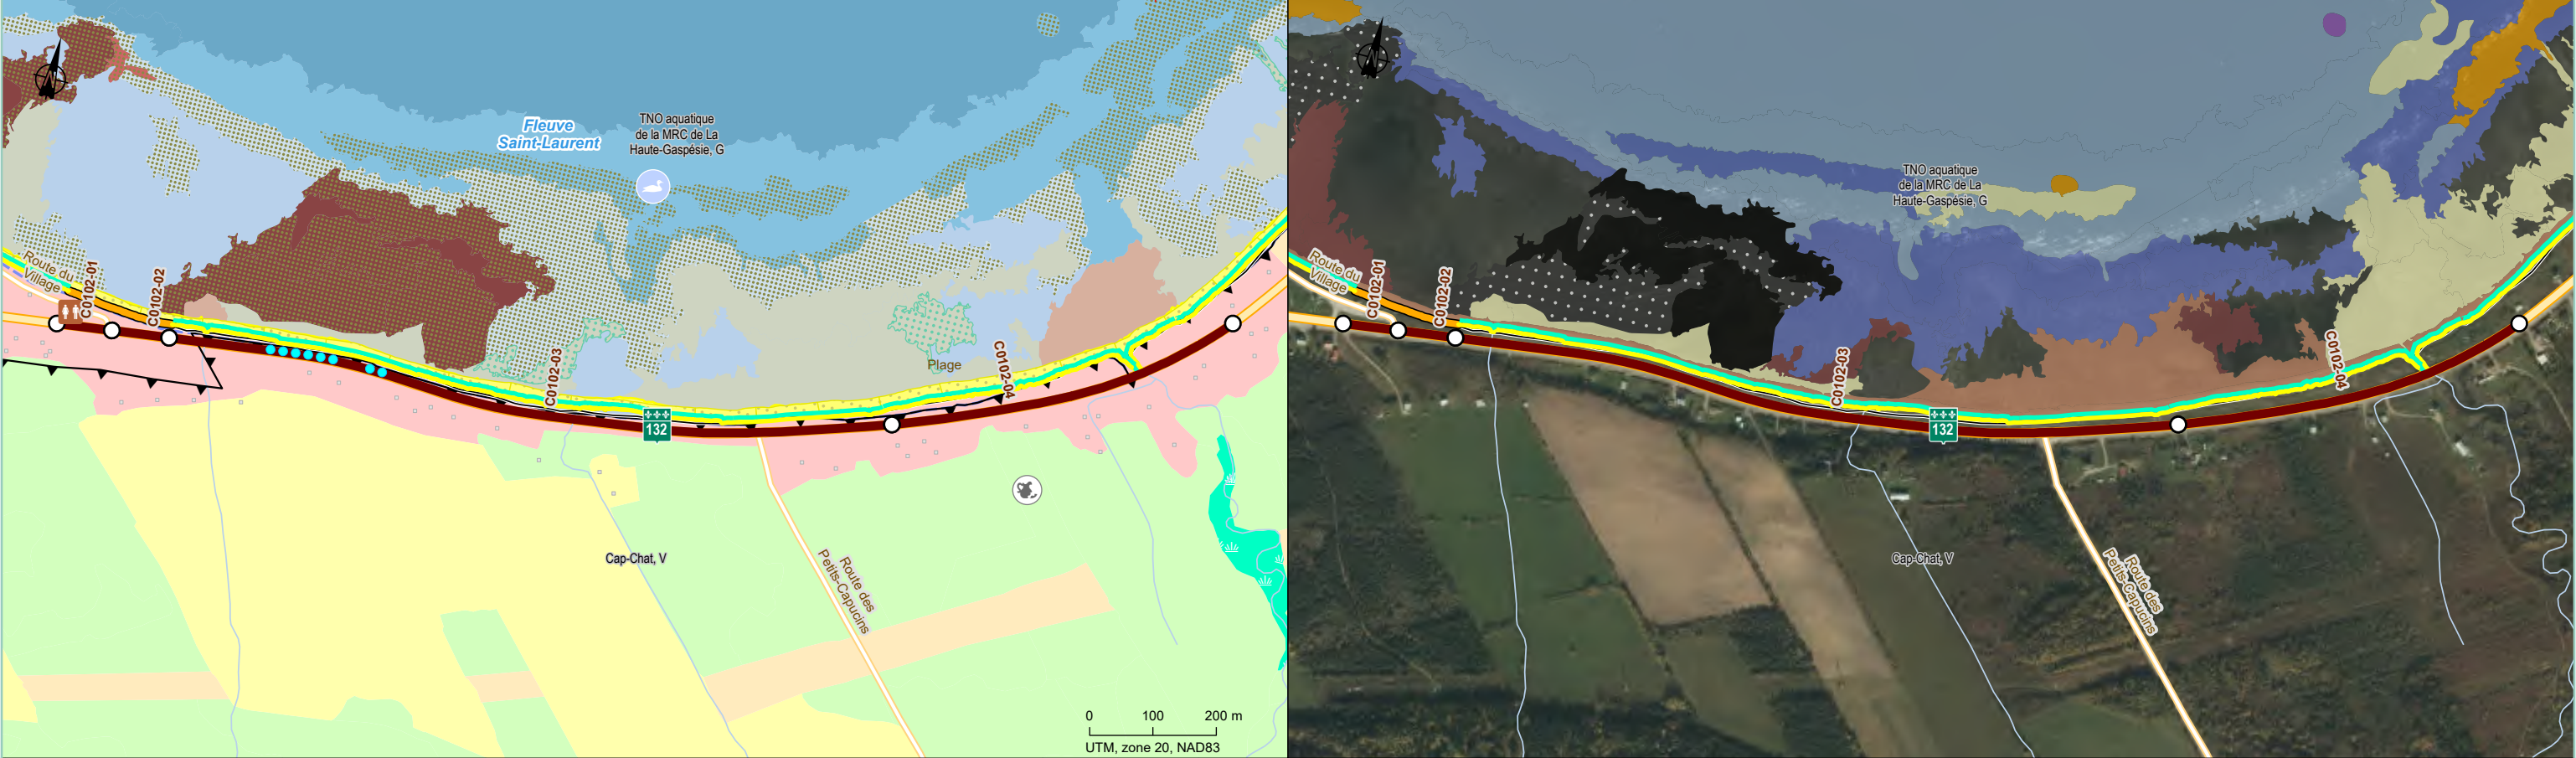 Fleuve
Saint-Laurent
TNO aquatique
de la MRC de La
Haute-Gaspésie, G
Route du
Village
C0102-01
C0102-02
C0102-03
C0102-04
Plage
132
Cap-Chat, V
Route des
Petits-Capucins
0 100 200 m
UTM, zone 20, NAD83
TNO aquatique
de la MRC de La
Haute-Gaspésie, G
Route du
Village
C0102-01
C0102-02
C0102-03
C0102-04
132
Cap-Chat, V
Route des
Petits-Capucins